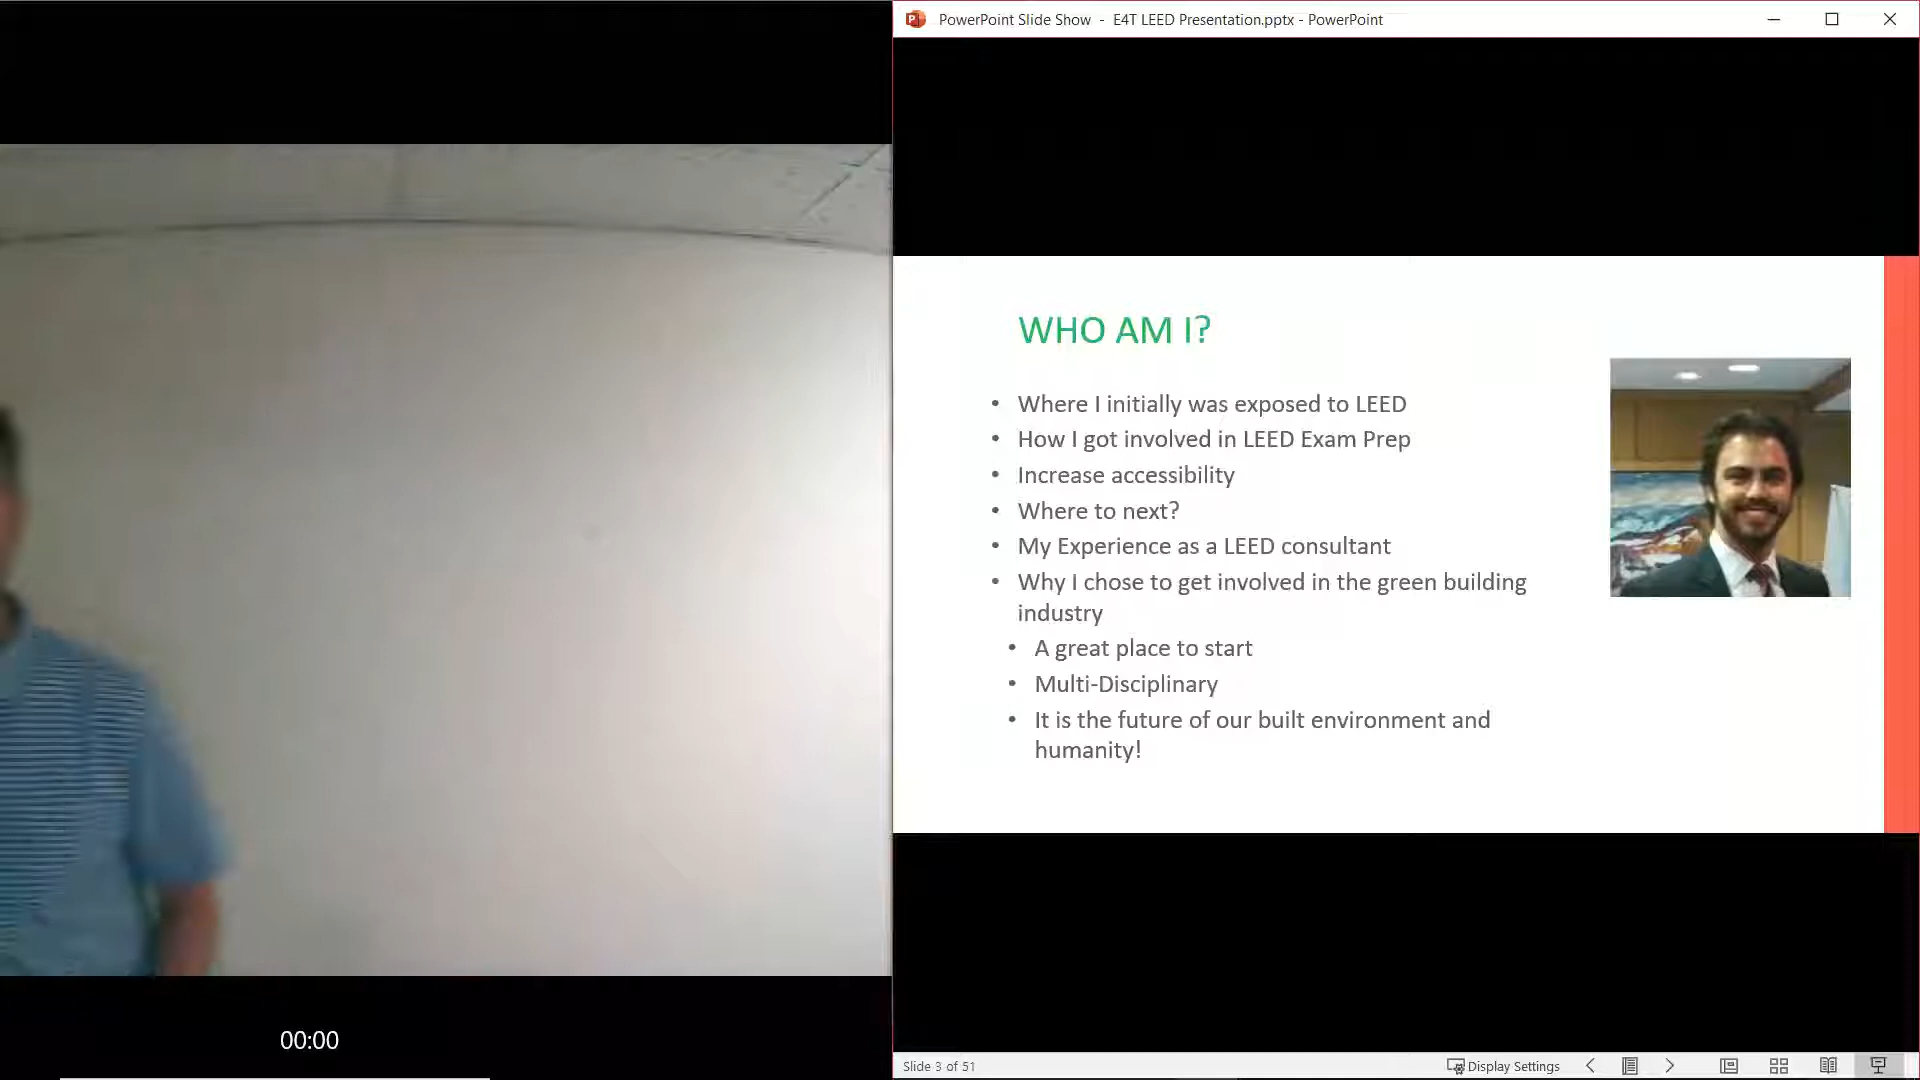 PowerPoint Slide Show - E4T LEED Presentation.pptx - PowerPoint
WHO AM I?
• Where I initially was exposed to LEED
• How I got involved in LEED Exam Prep
• Increase accessibility
• Where to next?
• My Experience as a LEED consultant
• Why I chose to get involved in the green building
industry
• A great place to start
• Multi-Disciplinary
• It is the future of our built environment and
humanity!
00:00
Slide 3 of 51
Display Settings